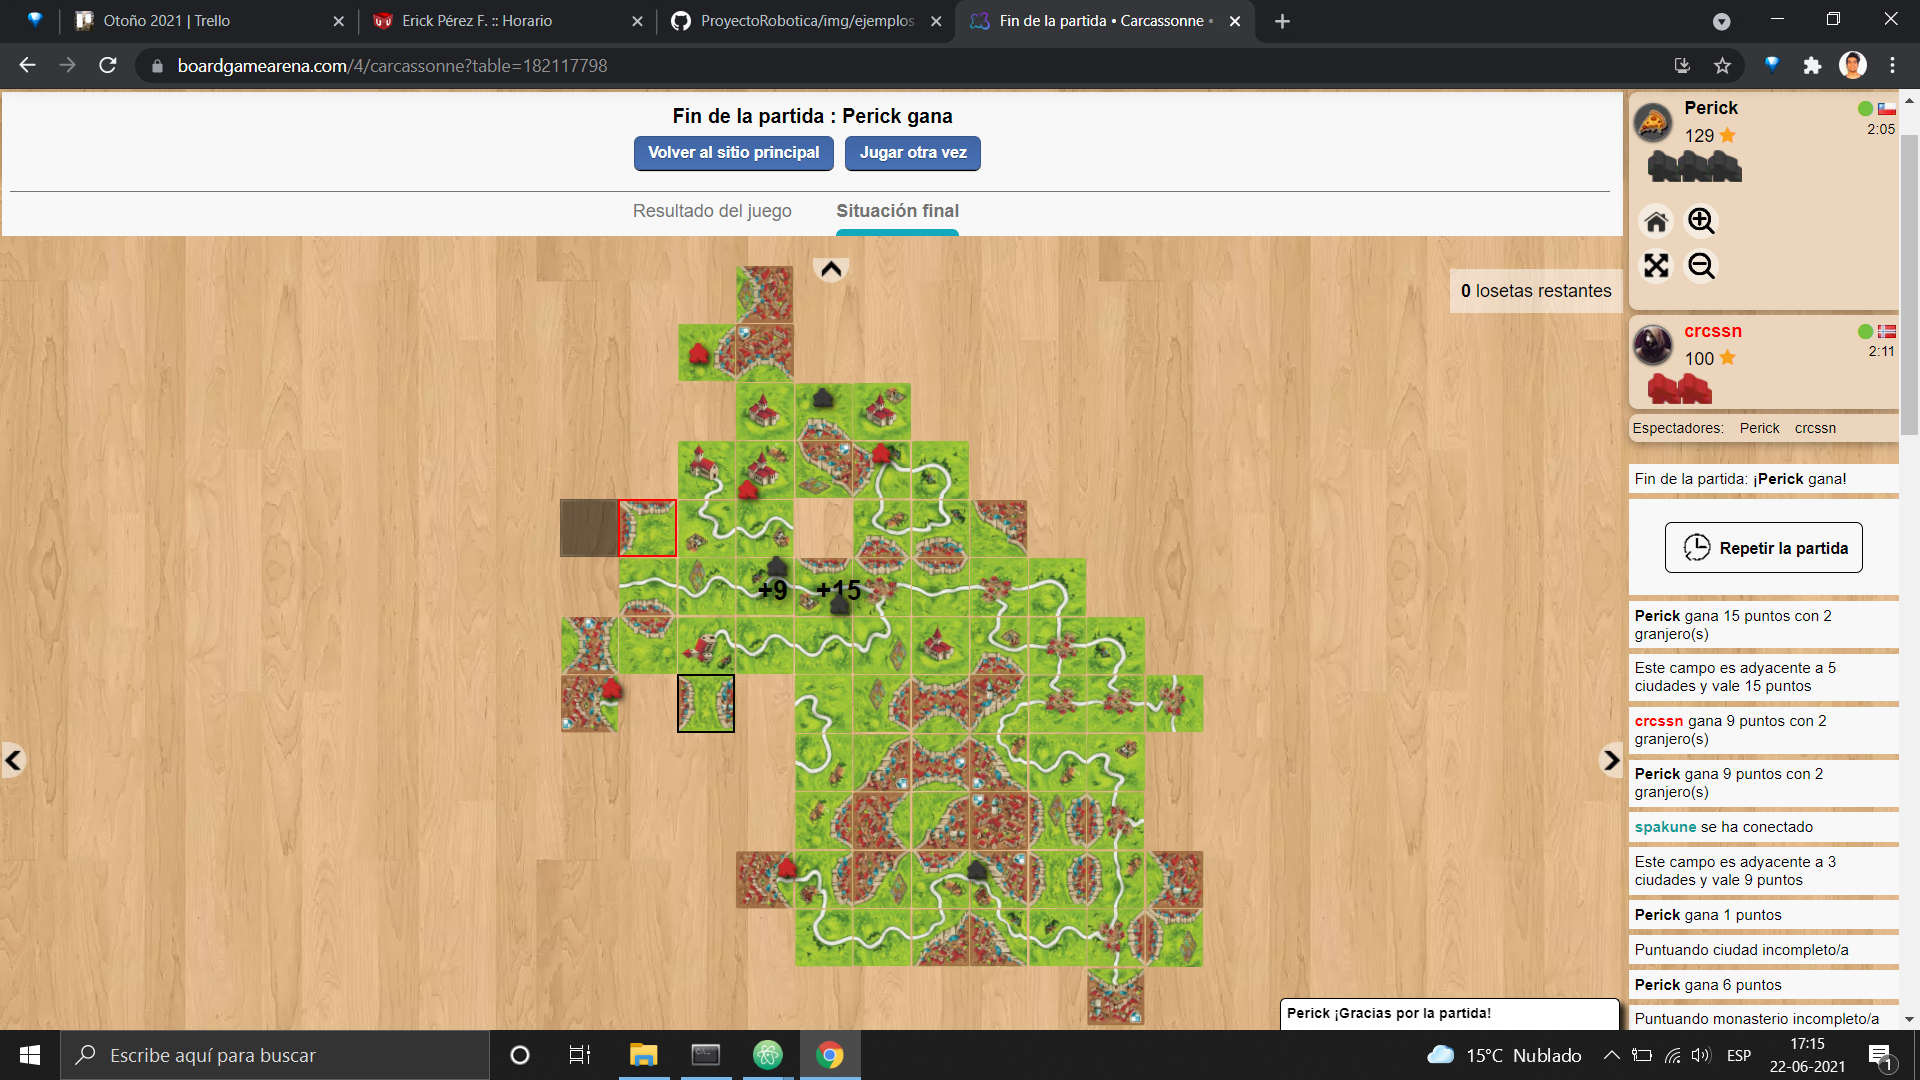 Otoño 2021 | Trello
Erick Pérez F. :: Horario
ProyectoRobotica/img/ejemplos
Fin de la partida • Carcassonne •
boardgamearena.com/4/carcassonne?table=182117798
Fin de la partida : Perick gana
Volver al sitio principal
Jugar otra vez
Resultado del juego
Situación final
0 losetas restantes
+9
+15
Perick
129
2:05
crcssn
100
2:11
Espectadores: Perick crcssn
Fin de la partida: ¡Perick gana!
Repetir la partida
Perick gana 15 puntos con 2
granjero(s)
Este campo es adyacente a 5
ciudades y vale 15 puntos
crcssn gana 9 puntos con 2
granjero(s)
Perick gana 9 puntos con 2
granjero(s)
spakune se ha conectado
Este campo es adyacente a 3
ciudades y vale 9 puntos
Perick gana 1 puntos
Puntuando ciudad incompleto/a
Perick gana 6 puntos
Puntuando monasterio incompleto/a
Perick ¡Gracias por la partida!
Escribe aquí para buscar
15°C Nublado
ESP
17:15
22-06-2021
1